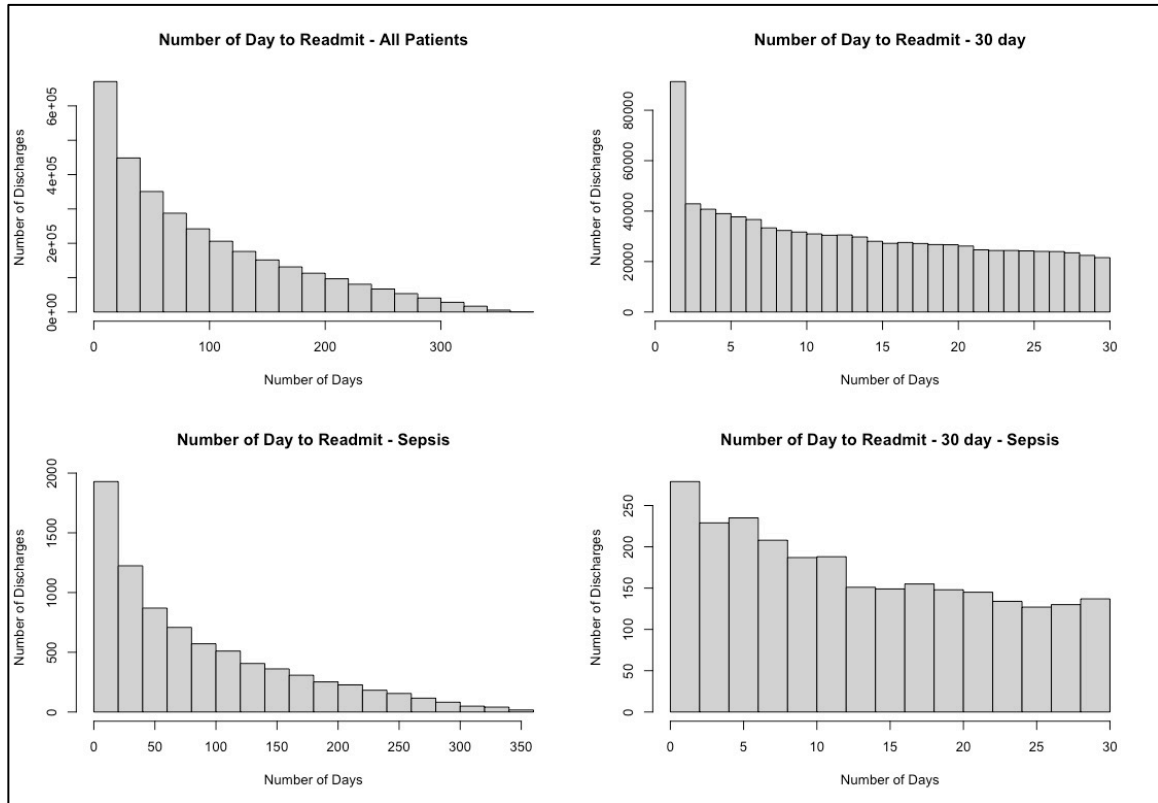 Number of Day to Readmit - All Patients
Number of Discharges
0e+00 2e+05 4e+05 6e+05
0 100 200 300
Number of Days
Number of Day to Readmit - 30 day
Number of Discharges
0 20000 40000 60000 80000
0 5 10 15 20 25 30
Number of Days
Number of Day to Readmit - Sepsis
Number of Discharges
0 500 1000 1500 2000
0 50 100 150 200 250 300 350
Number of Days
Number of Day to Readmit - 30 day - Sepsis
Number of Discharges
0 50 100 150 200 250
0 5 10 15 20 25 30
Number of Days